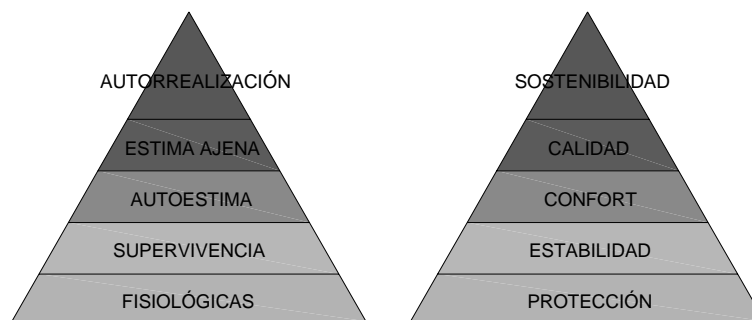 AUTORREALIZACIÓN
ESTIMA AJENA
AUTOESTIMA
SUPERVIVENCIA
FISIOLÓGICAS
SOSTENIBILIDAD
CALIDAD
CONFORT
ESTABILIDAD
PROTECCIÓN